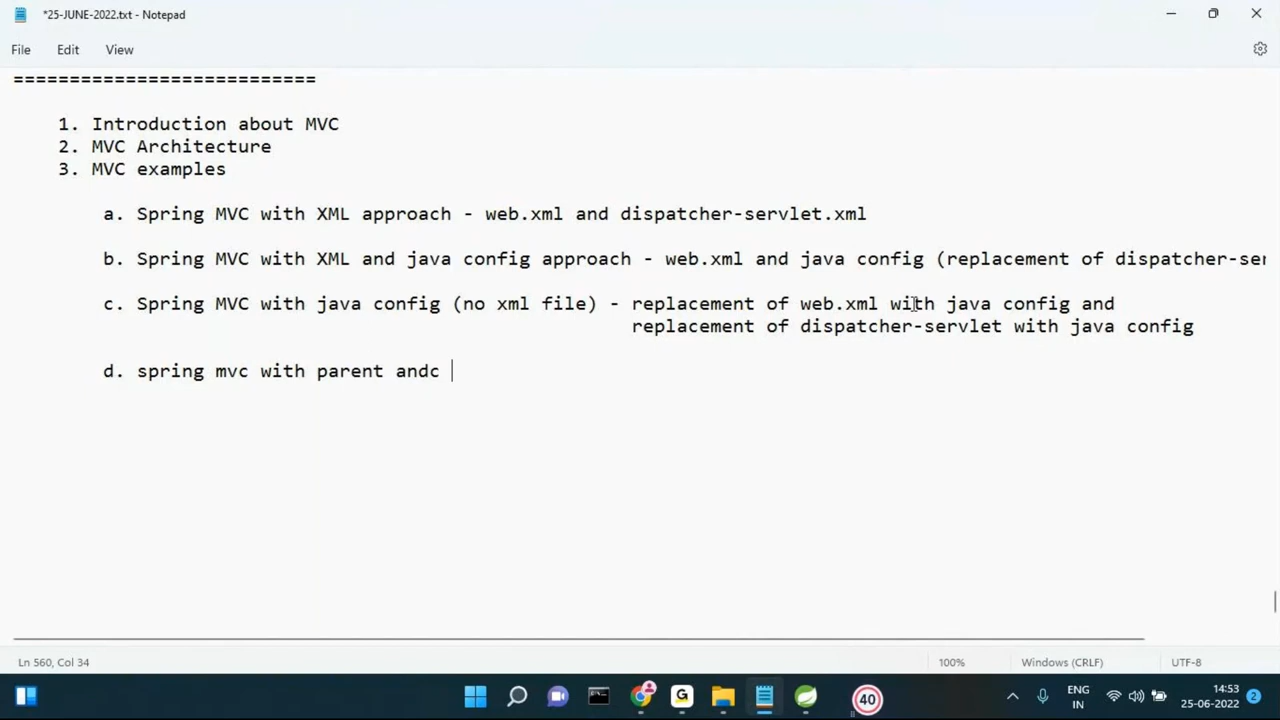 *25-JUNE-2022.txt - Notepad
File Edit View
===========================
1. Introduction about MVC
2. MVC Architecture
3. MVC examples
a. Spring MVC with XML approach - web.xml and dispatcher-servlet.xml
b. Spring MVC with XML and java config approach - web.xml and java config (replacement of dispatcher-ser
c. Spring MVC with java config (no xml file) - replacement of web.xml with java config and
replacement of dispatcher-servlet with java config
d. spring mvc with parent andc
Ln 560, Col 34 100% Windows (CRLF) UTF-8
G 40 ENG IN 14:53 25-06-2022 2